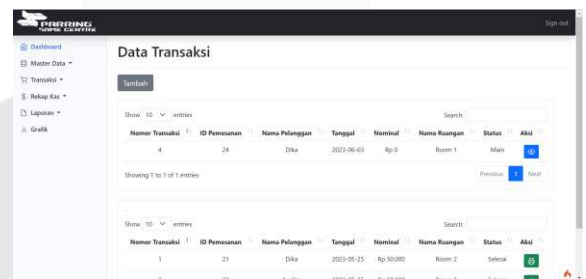 PARRING
GAME CENTRE
Sign out
Dashboard
Master Data
Transaksi
Rekap Kas
Laporan
Grafik
Data Transaksi
Tambah
Show 10 entries
Search:
Nomor Transaksi ID Pemesanan Nama Pelanggan Tanggal Nominal Nama Ruangan Status Aksi
4 24 Dika 2023-06-03 Rp 0 Room 1 Main
Showing 1 to 1 of 1 entries
Previous 1 Next
Show 10 entries
Search:
Nomor Transaksi ID Pemesanan Nama Pelanggan Tanggal Nominal Nama Ruangan Status Aksi
1 21 Dika 2023-05-25 Rp 50.000 Room 2 Selesai